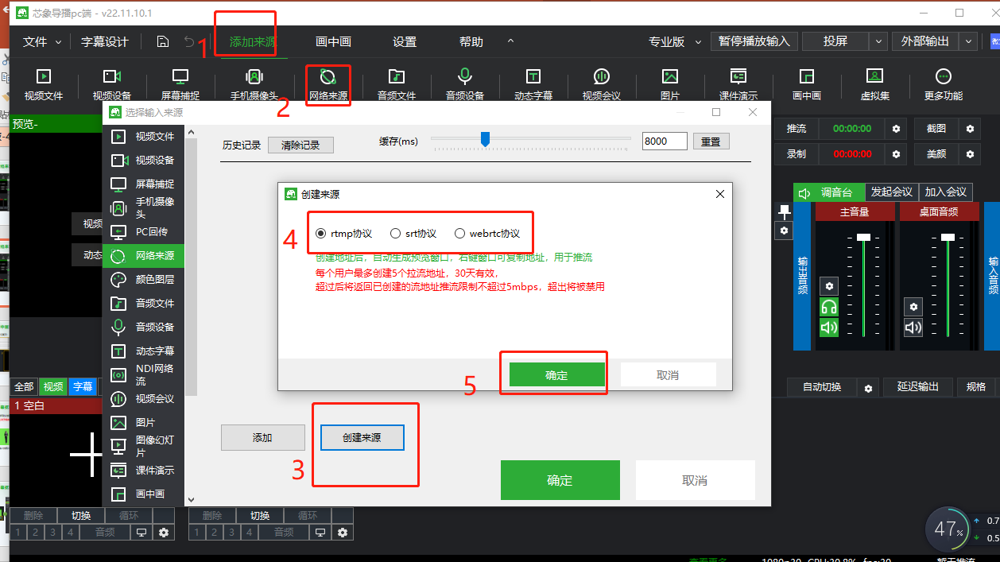 芯象导播pc端 - v22.11.10.1
文件 字幕设计 1 添加来源 画中画 设置 帮助 专业版 暂停播放输入 投屏 外部输出
视频文件 视频设备 屏幕捕捉 手机摄像头 网络来源 音频文件 音频设备 动态字幕 视频会议 图片 课件演示 画中画 虚拟集 更多功能
2
预览-
选择输入来源
视频文件
视频设备
屏幕捕捉
手机摄像
头
PC回传
网络来源
颜色图层
音频文件
音频设备
动态字幕
NDI网络
流
视频会议
图片
图像幻灯
片
课件演示
画中画
历史记录 清除记录 缓存(ms) 8000 重置
创建来源
4 rtmp协议 srt协议 webrtc协议
创建地址后，自动生成预览窗口，右键窗口可复制地址，用于推流
每个用户最多创建5个拉流地址，30天有效，
超过后将返回已创建的流地址推流限制不超过5mbps，超出将被禁用
5 确定 取消
添加 创建来源
3
确定 取消
视频
动态
推流 00:00:00 截图
录制 00:00:00 美颜
调音台 发起会议 加入会议
主音量 桌面音频
输出音频
输入音频
自动切换 延迟输出 规格
全部 视频 字幕
1 空白
删除 切换 循环 删除 切换 循环
1 2 3 4 音频 1 2 3 4 音频
47%
0.7
0.5